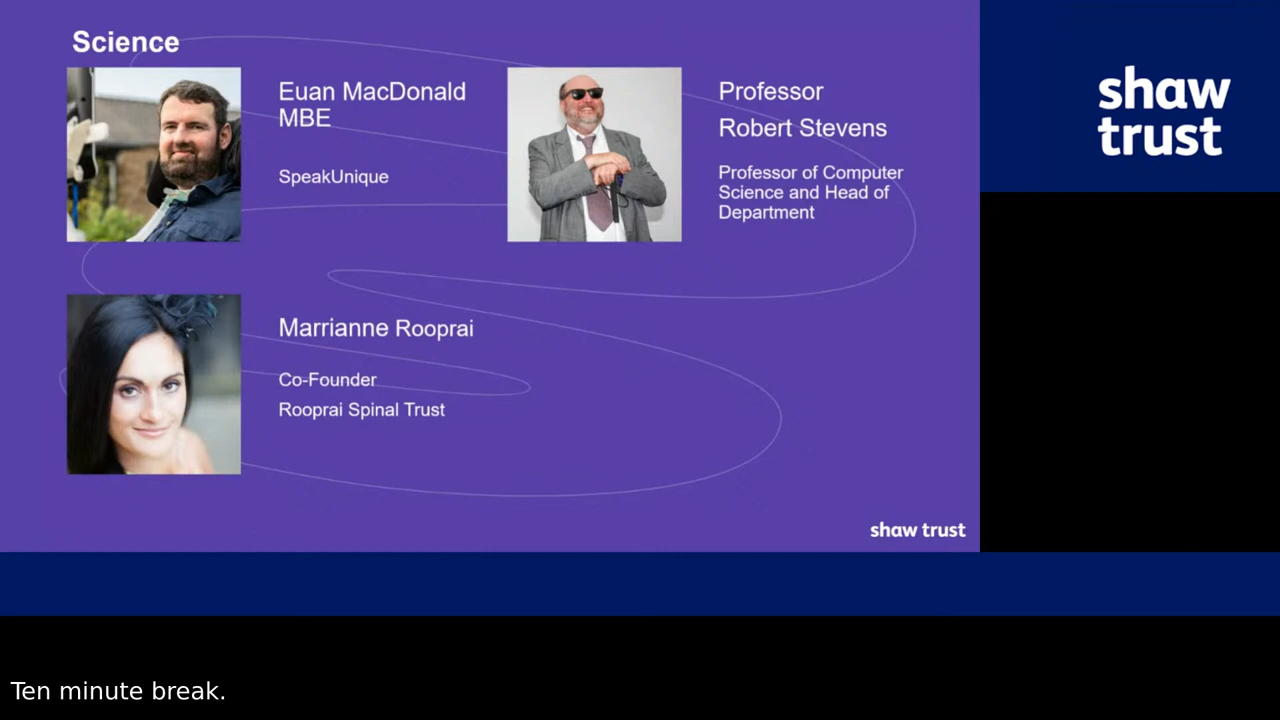 Science
Euan MacDonald
MBE
SpeakUnique
Professor
Robert Stevens
Professor of Computer
Science and Head of
Department
Marrianne Rooprai
Co-Founder
Rooprai Spinal Trust
shaw trust
shaw
trust
Ten minute break.